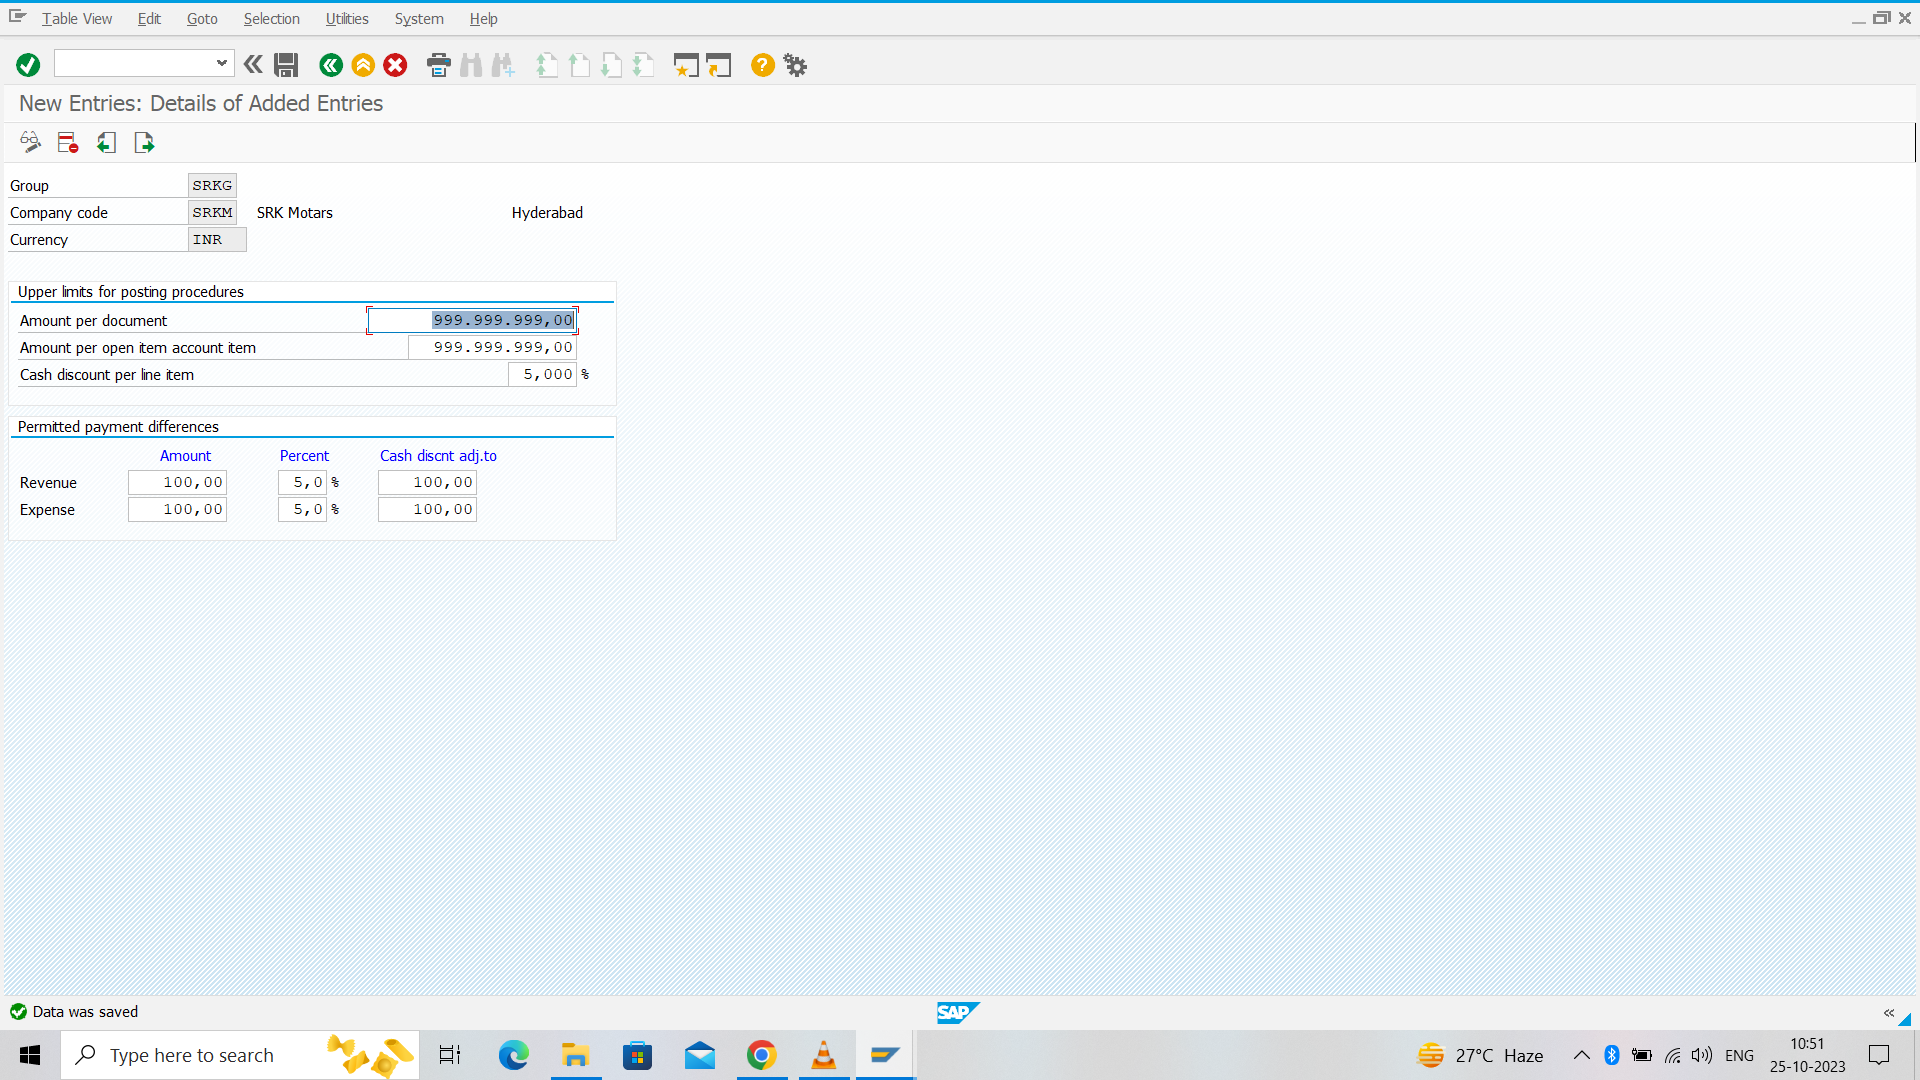 Table View Edit Goto Selection Utilities System Help
New Entries: Details of Added Entries
Group SRKG
Company code SRKM SRK Motars Hyderabad
Currency INR
Upper limits for posting procedures
Amount per document 999.999.999,00
Amount per open item account item 999.999.999,00
Cash discount per line item 5,000 %
Permitted payment differences
Amount Percent Cash discnt adj.to
Revenue 100,00 5,0 % 100,00
Expense 100,00 5,0 % 100,00
Data was saved SAP
Type here to search 27°C Haze ENG 10:51
25-10-2023